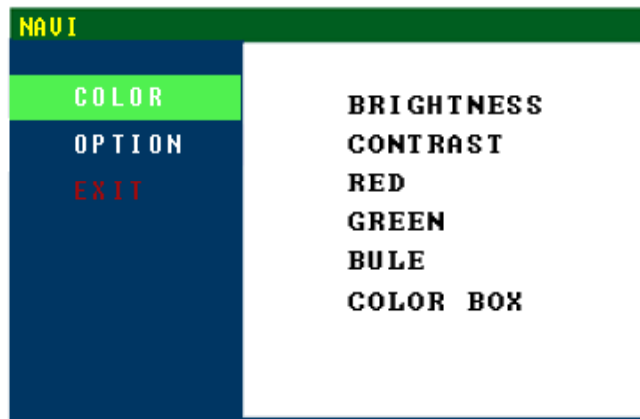 NAVI
COLOR
OPTION
EXIT
BRIGHTNESS
CONTRAST
RED
GREEN
BULE
COLOR BOX